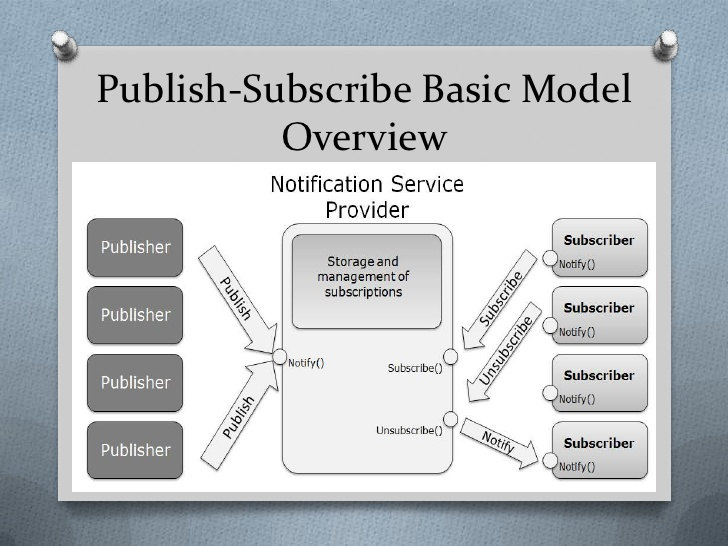 Publish-Subscribe Basic Model
Overview
Notification Service
Provider
Publisher
Publisher
Publisher
Publisher
Publish
Publish
Storage and
management of
subscriptions
Notify()
Subscribe()
Unsubscribe()
Subscribe
Unsubscribe
Notify
Subscriber
Notify()
Subscriber
Notify()
Subscriber
Notify()
Subscriber
Notify()